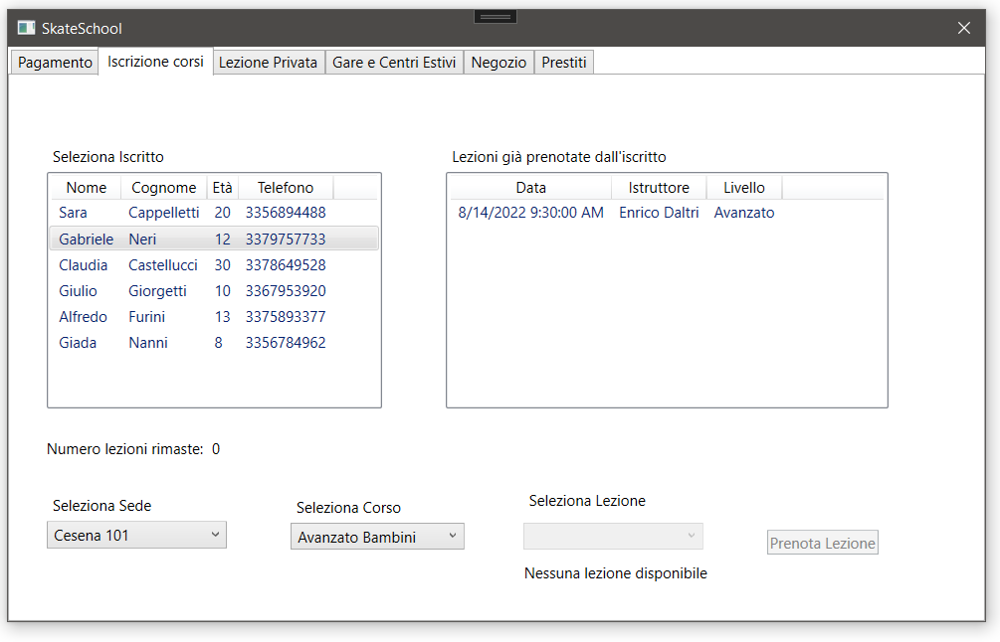 SkateSchool
Pagamento Iscrizione corsi Lezione Privata Gare e Centri Estivi Negozio Prestiti
Seleziona Iscritto
Nome Cognome Età Telefono
Sara Cappelletti 20 3356894488
Gabriele Neri 12 3379757733
Claudia Castellucci 30 3378649528
Giulio Giorgetti 10 3367953920
Alfredo Furini 13 3375893377
Giada Nanni 8 3356784962
Lezioni già prenotate dall'iscritto
Data Istruttore Livello
8/14/2022 9:30:00 AM Enrico Daltri Avanzato
Numero lezioni rimaste: 0
Seleziona Sede
Cesena 101
Seleziona Corso
Avanzato Bambini
Seleziona Lezione
Nessuna lezione disponibile
Prenota Lezione